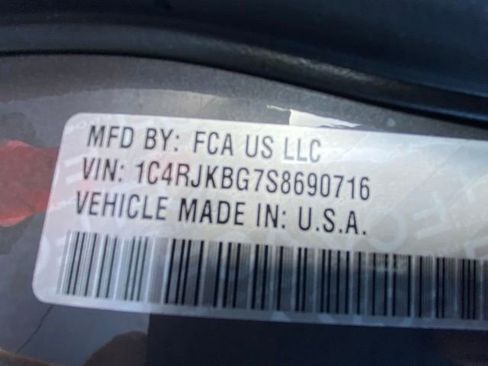 MFD BY: FCA US LLC
VIN: 1C4RJKBG7S8690716
VEHICLE MADE IN: U.S.A.